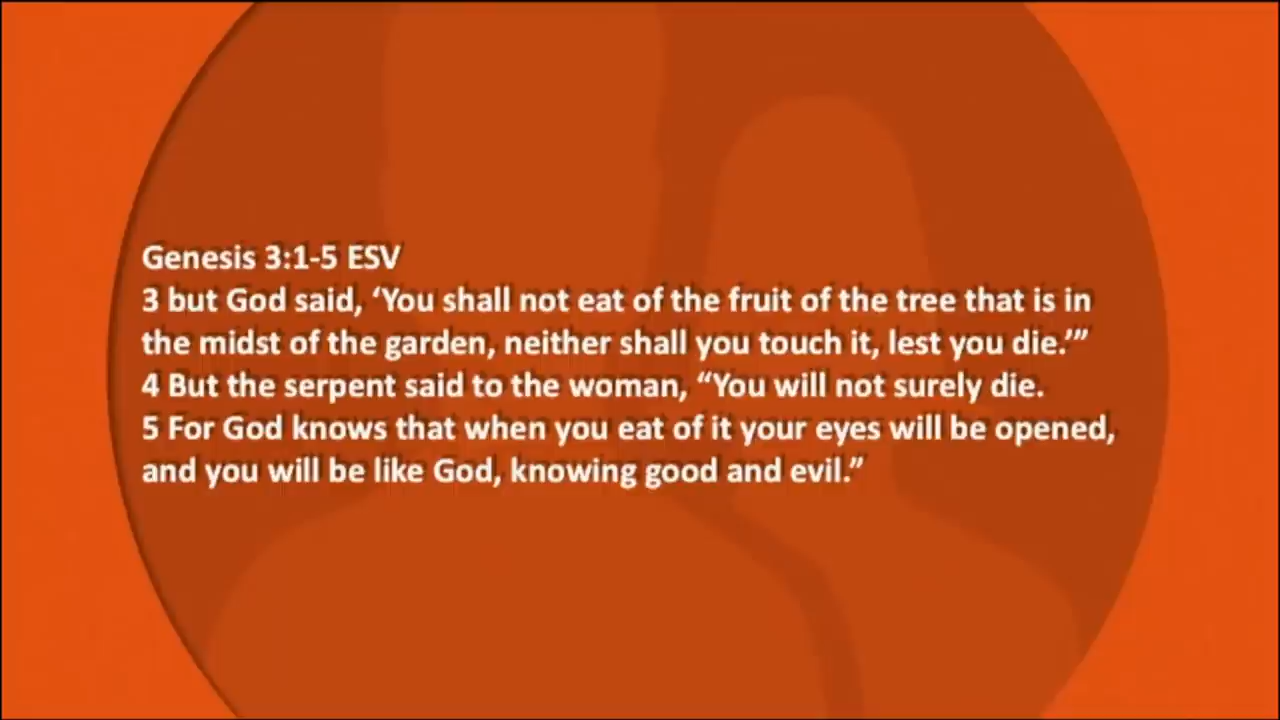 Genesis 3:1-5 ESV
3 but God said, ‘You shall not eat of the fruit of the tree that is in
the midst of the garden, neither shall you touch it, lest you die.’”
4 But the serpent said to the woman, “You will not surely die.
5 For God knows that when you eat of it your eyes will be opened,
and you will be like God, knowing good and evil.”